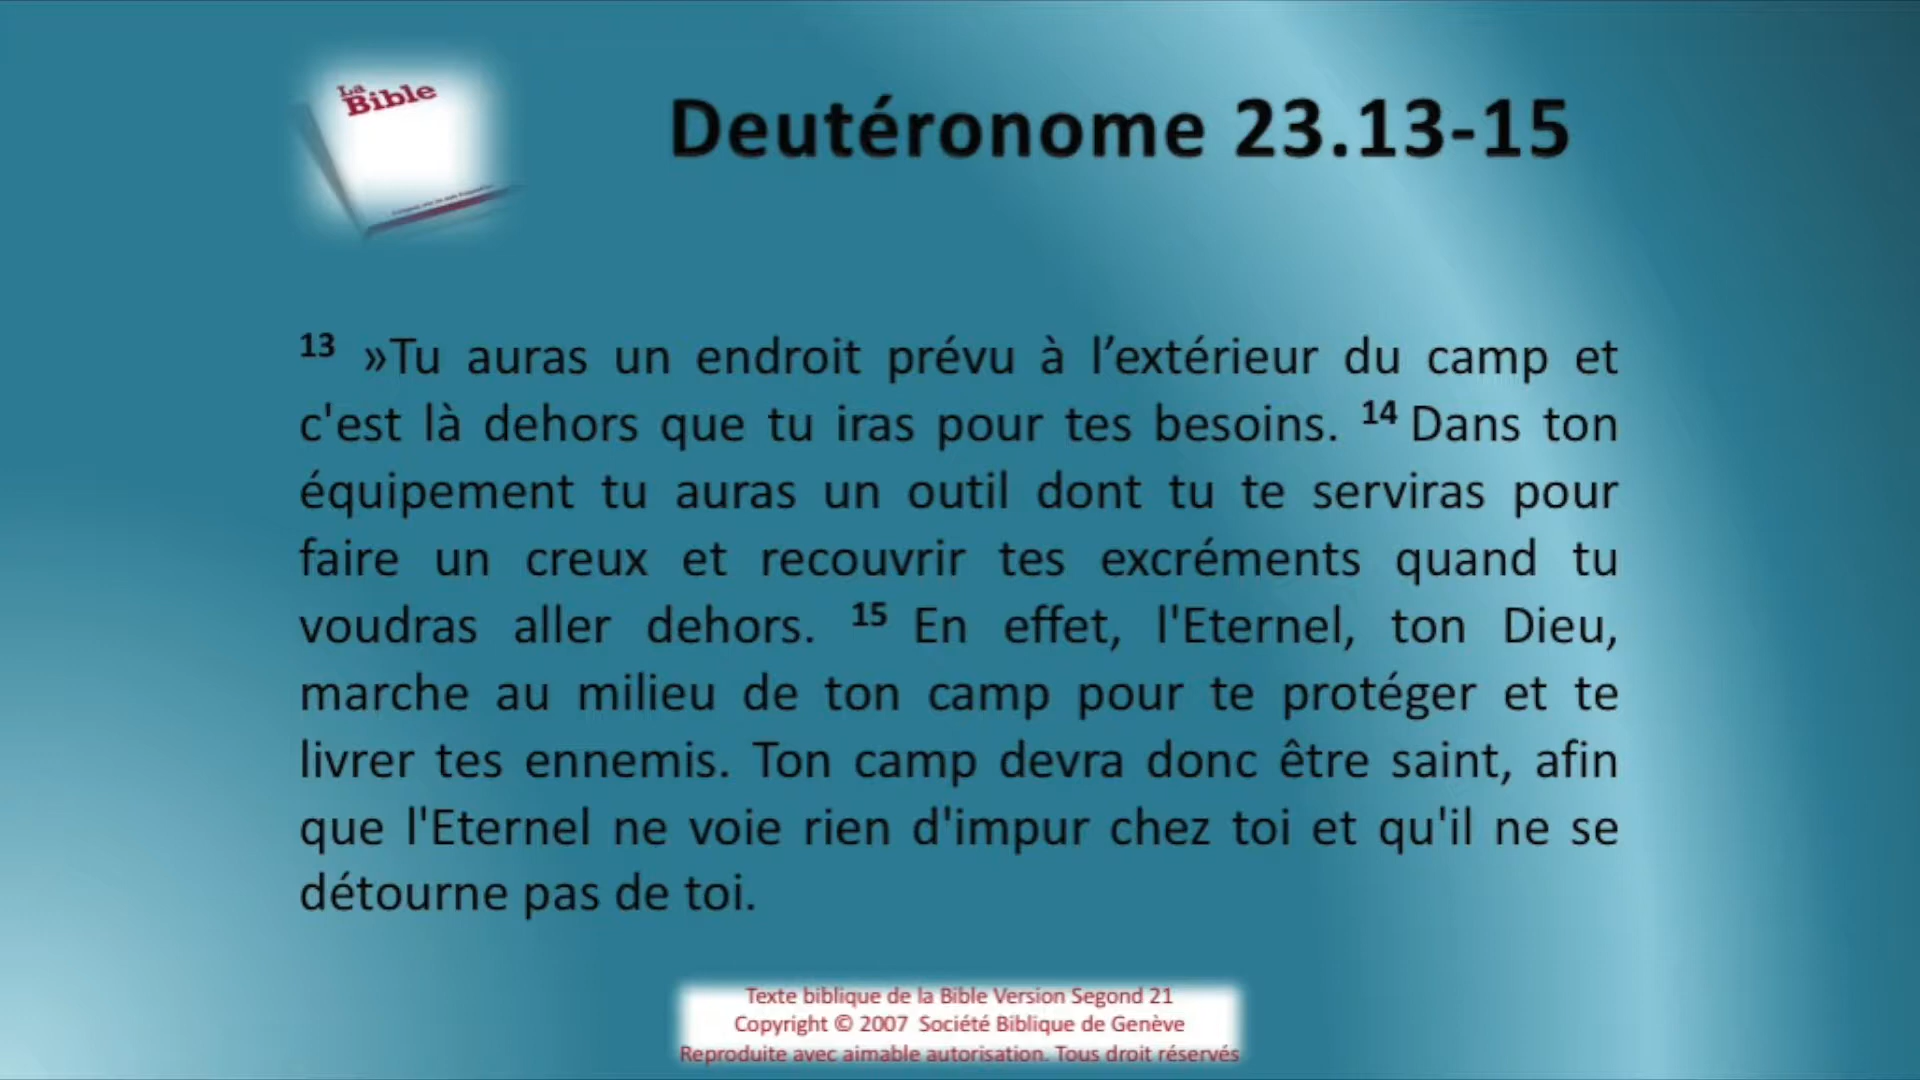 La
Bible
Deutéronome 23.13-15
13 »Tu auras un endroit prévu à l’extérieur du camp et
c'est là dehors que tu iras pour tes besoins. 14 Dans ton
équipement tu auras un outil dont tu te serviras pour
faire un creux et recouvrir tes excréments quand tu
voudras aller dehors. 15 En effet, l'Eternel, ton Dieu,
marche au milieu de ton camp pour te protéger et te
livrer tes ennemis. Ton camp devra donc être saint, afin
que l'Eternel ne voie rien d'impur chez toi et qu'il ne se
détourne pas de toi.
Texte biblique de la Bible Version Segond 21
Copyright © 2007 Société Biblique de Genève
Reproduite avec aimable autorisation. Tous droit réservés